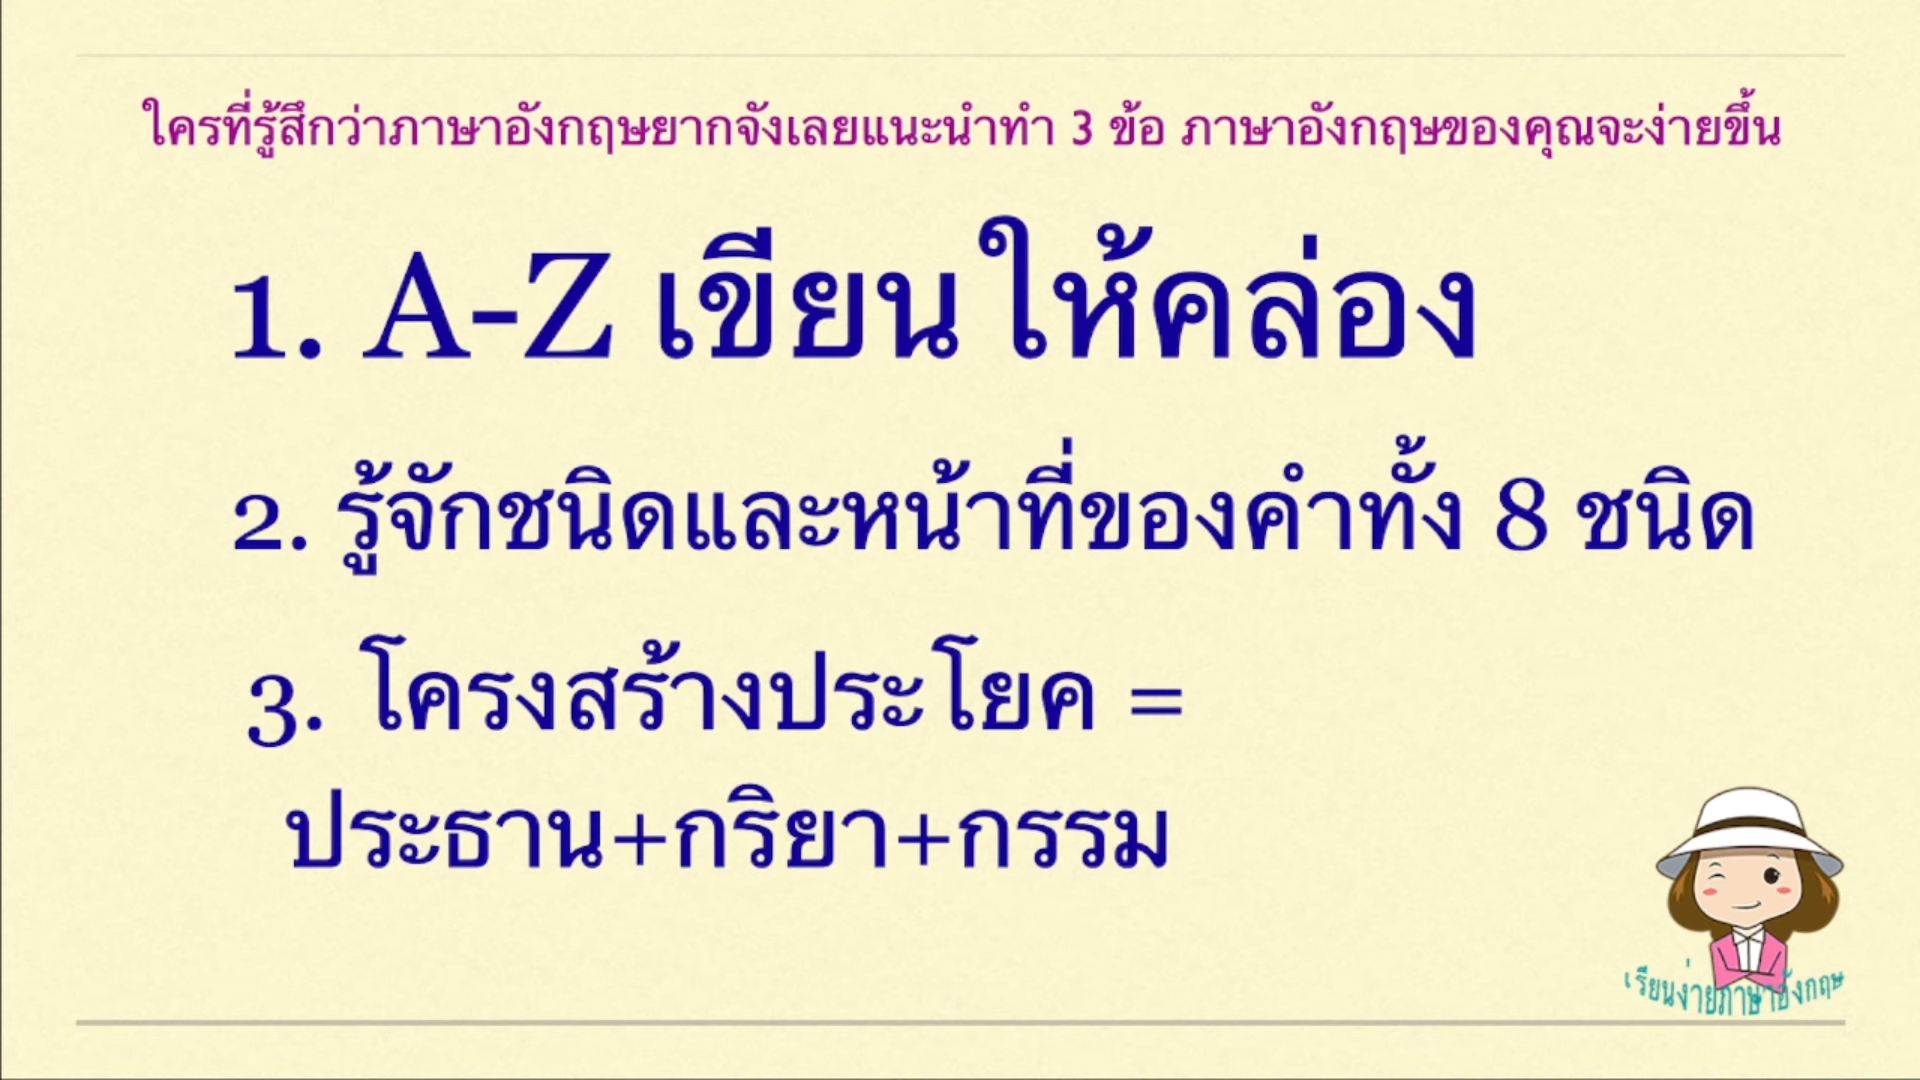 ใครที่รู้สึกว่าภาษาอังกฤษยากจังเลยแนะนำทำ 3 ข้อ ภาษาอังกฤษของคุณจะง่ายขึ้น
1. A-Z เขียนให้คล่อง
2. รู้จักชนิดและหน้าที่ของคำทั้ง 8 ชนิด
3. โครงสร้างประโยค =
ประธาน+กริยา+กรรม
เรียนง่ายภาษาอังกฤษ